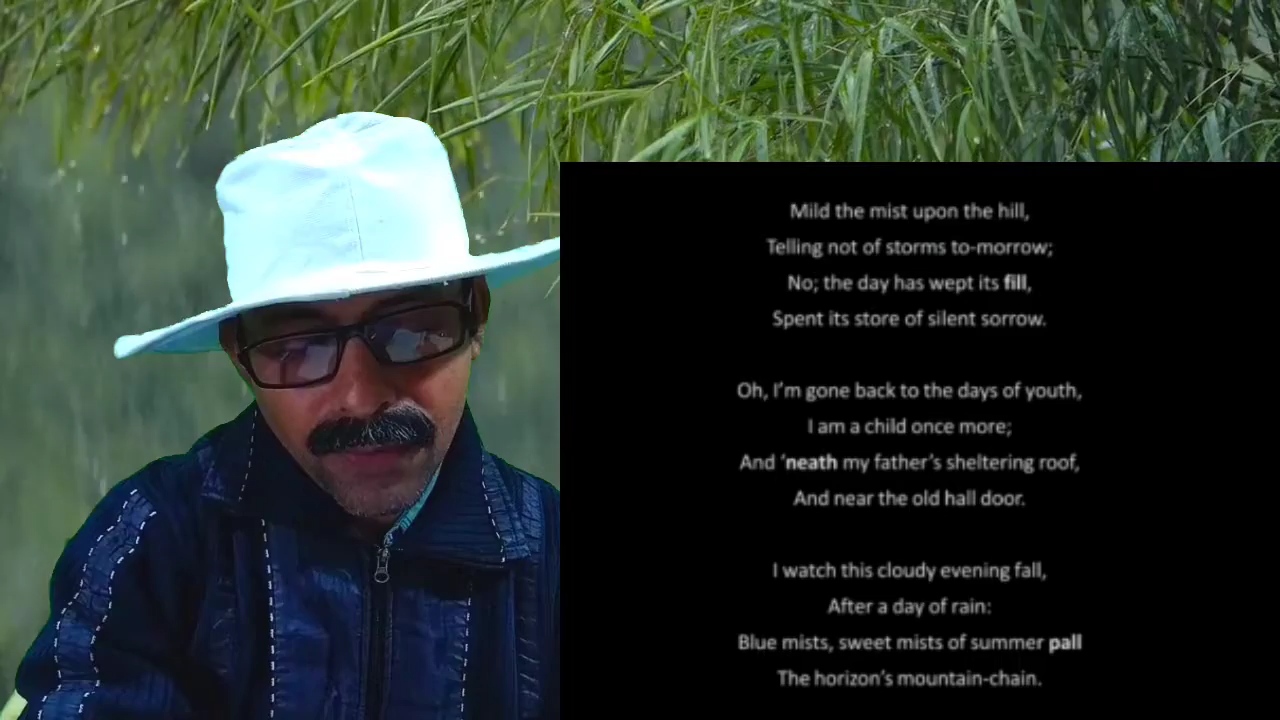 Mild the mist upon the hill,
Telling not of storms to-morrow;
No; the day has wept its fill,
Spent its store of silent sorrow.
Oh, I’m gone back to the days of youth,
I am a child once more;
And ‘neath my father’s sheltering roof,
And near the old hall door.
I watch this cloudy evening fall,
After a day of rain:
Blue mists, sweet mists of summer pall
The horizon’s mountain-chain.